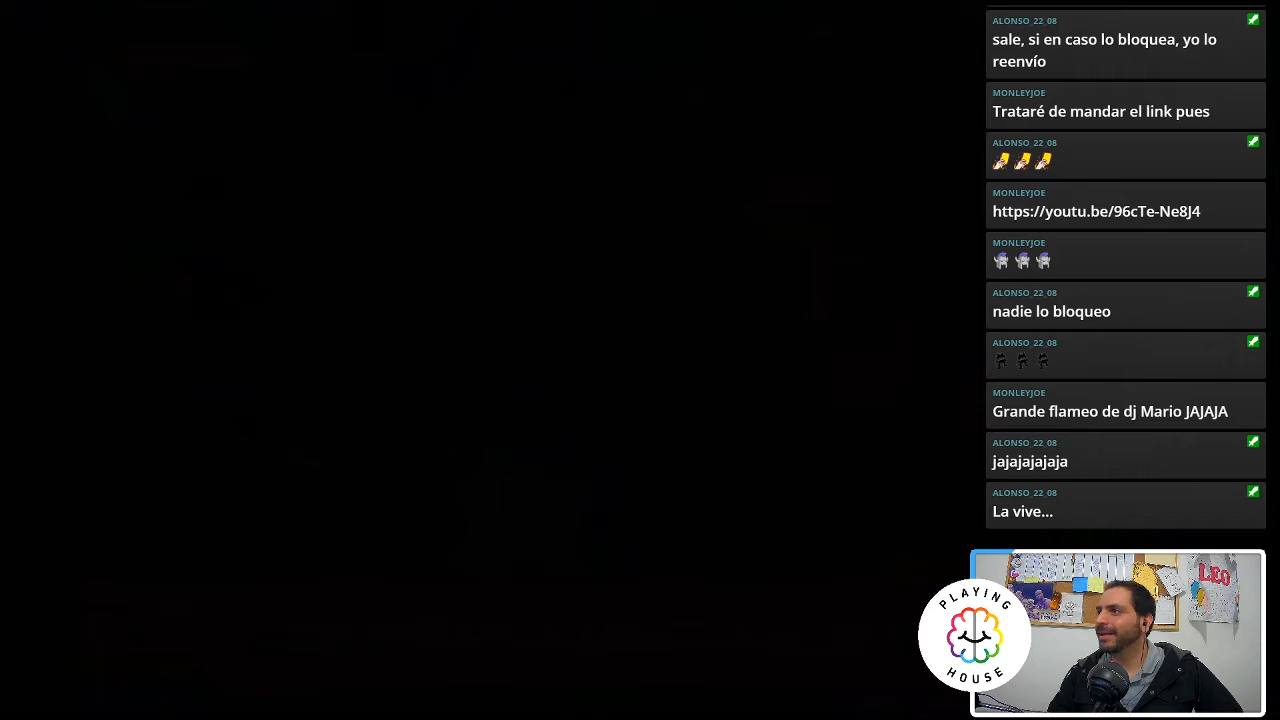 ALONSO_22_08
sale, si en caso lo bloquea, yo lo
reenvío
MONLEYJOE
Trataré de mandar el link pues
ALONSO_22_08
MONLEYJOE
https://youtu.be/96cTe-Ne8J4
MONLEYJOE
ALONSO_22_08
nadie lo bloqueo
ALONSO_22_08
MONLEYJOE
Grande flameo de dj Mario JAJAJA
ALONSO_22_08
jajajajajaja
ALONSO_22_08
La vive...
LEO
PLAYING
HOUSE